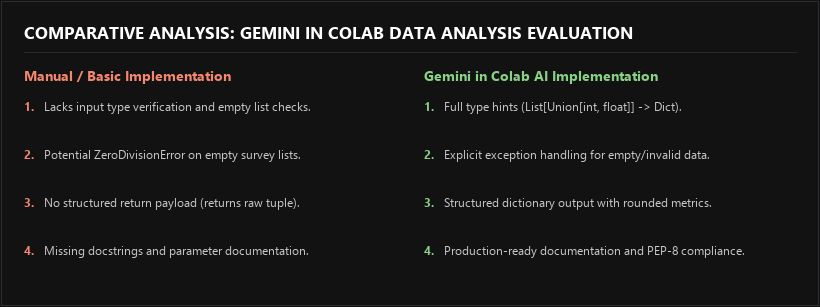 COMPARATIVE ANALYSIS: GEMINI IN COLAB DATA ANALYSIS EVALUATION
Manual / Basic Implementation
1. Lacks input type verification and empty list checks.
2. Potential ZeroDivisionError on empty survey lists.
3. No structured return payload (returns raw tuple).
4. Missing docstrings and parameter documentation.
Gemini in Colab AI Implementation
1. Full type hints (List[Union[int, float]] -> Dict).
2. Explicit exception handling for empty/invalid data.
3. Structured dictionary output with rounded metrics.
4. Production-ready documentation and PEP-8 compliance.